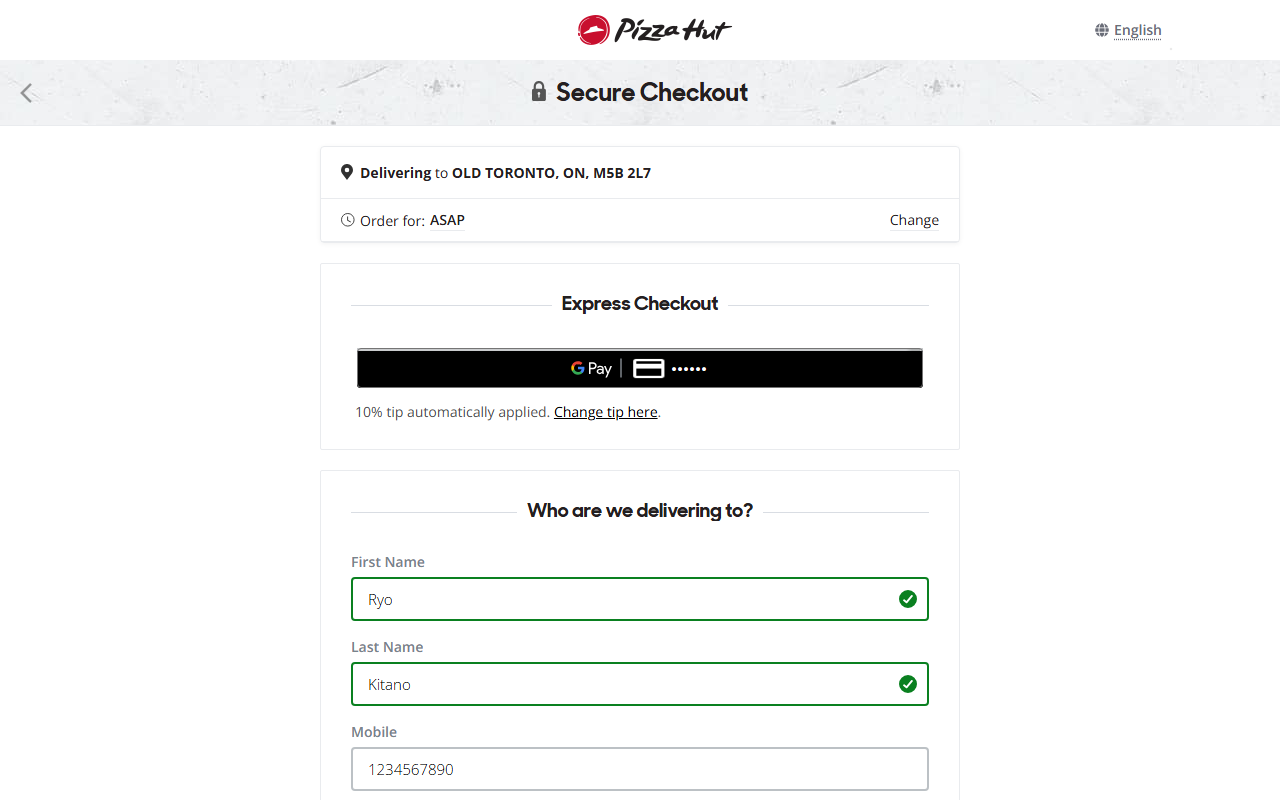 Pizza Hut
English
Secure Checkout
Delivering to OLD TORONTO, ON, M5B 2L7
Order for: ASAP
Change
Express Checkout
G Pay | ••••••
10% tip automatically applied. Change tip here.
Who are we delivering to?
First Name
Ryo
Last Name
Kitano
Mobile
1234567890